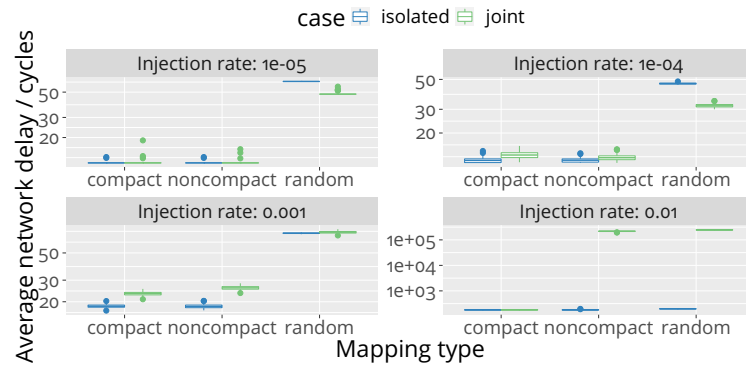 case isolated joint
Average network delay / cycles
Injection rate: 1e-05
50
30
20
compact noncompact random
Injection rate: 1e-04
50
30
20
compact noncompact random
Injection rate: 0.001
50
30
20
compact noncompact random
Injection rate: 0.01
1e+05
1e+04
1e+03
compact noncompact random
Mapping type